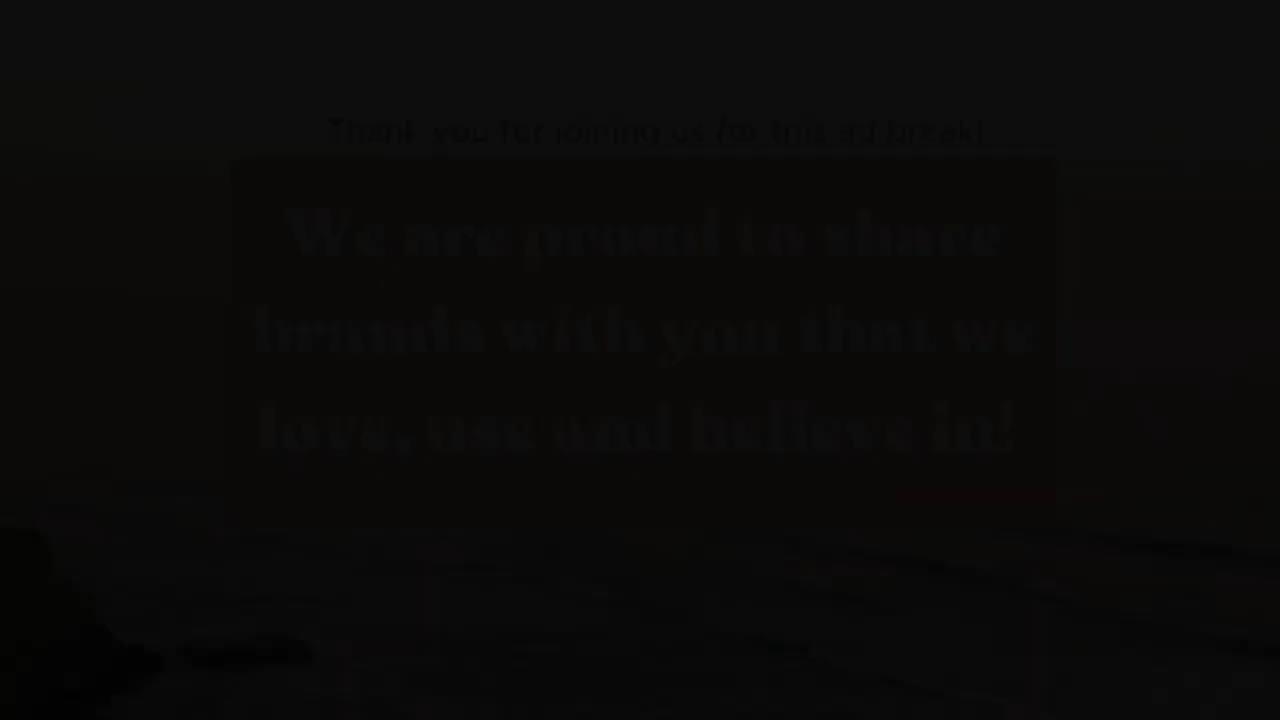 Thank you for joining us (to this ad break)
We are proud to share
brands with you that we
love, use and believe in!